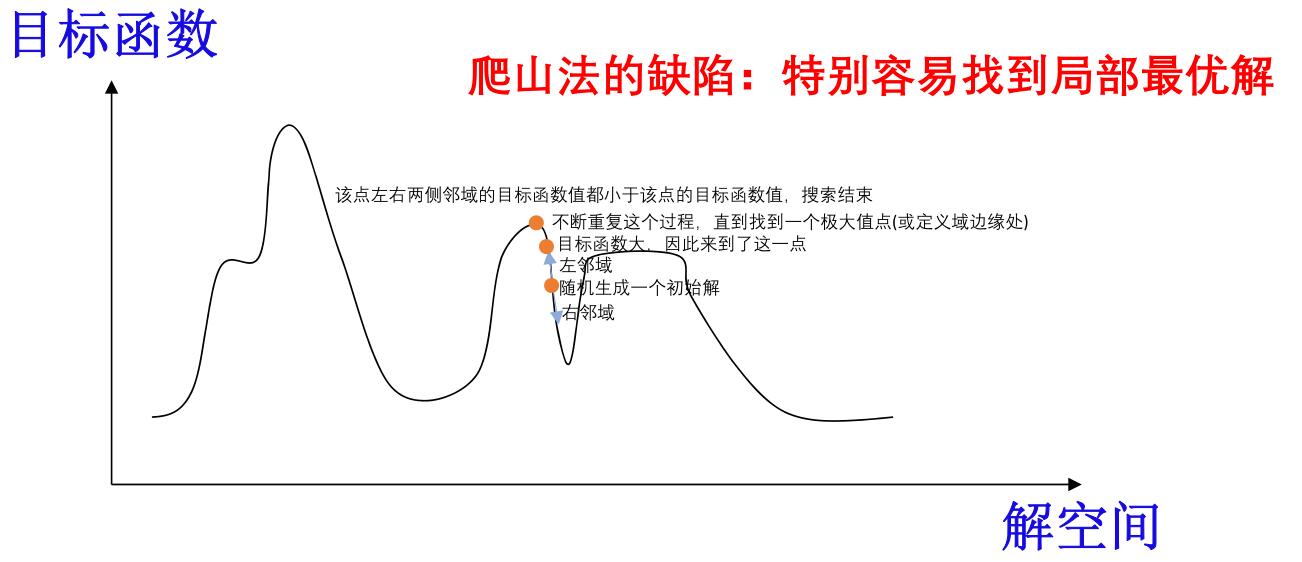 目标函数
爬山法的缺陷：特别容易找到局部最优解
该点左右两侧邻域的目标函数值都小于该点的目标函数值，搜索结束
不断重复这个过程，直到找到一个极大值点(或定义域边缘处)
目标函数大，因此来到了这一点
左邻域
随机生成一个初始解
右邻域
解空间